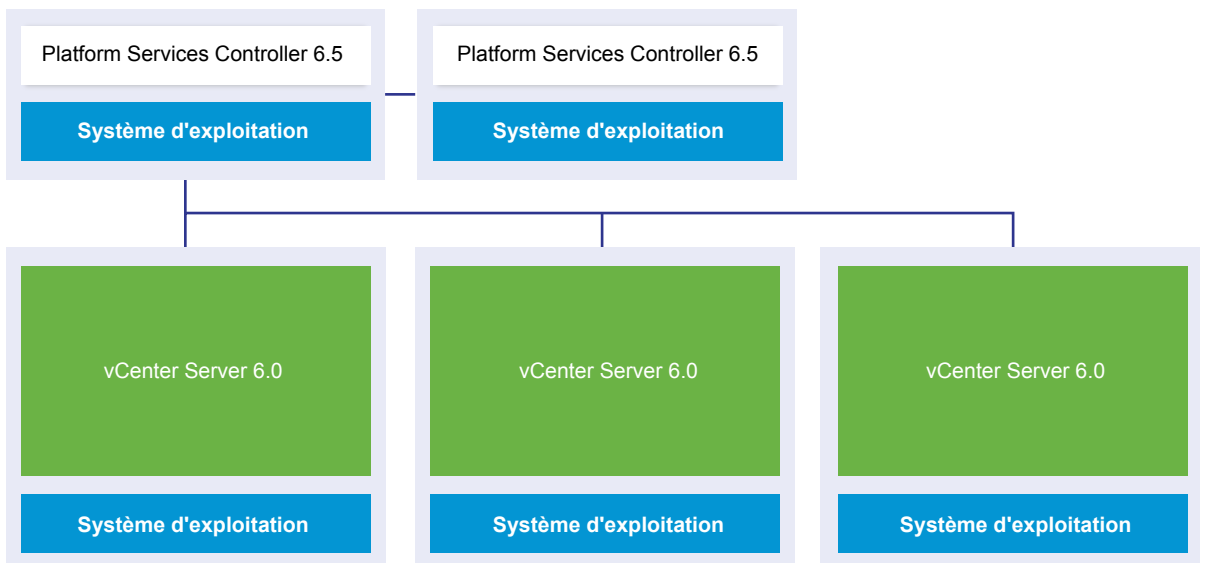 Platform Services Controller 6.5
Platform Services Controller 6.5
Système d'exploitation
Système d'exploitation
vCenter Server 6.0
vCenter Server 6.0
vCenter Server 6.0
Système d'exploitation
Système d'exploitation
Système d'exploitation